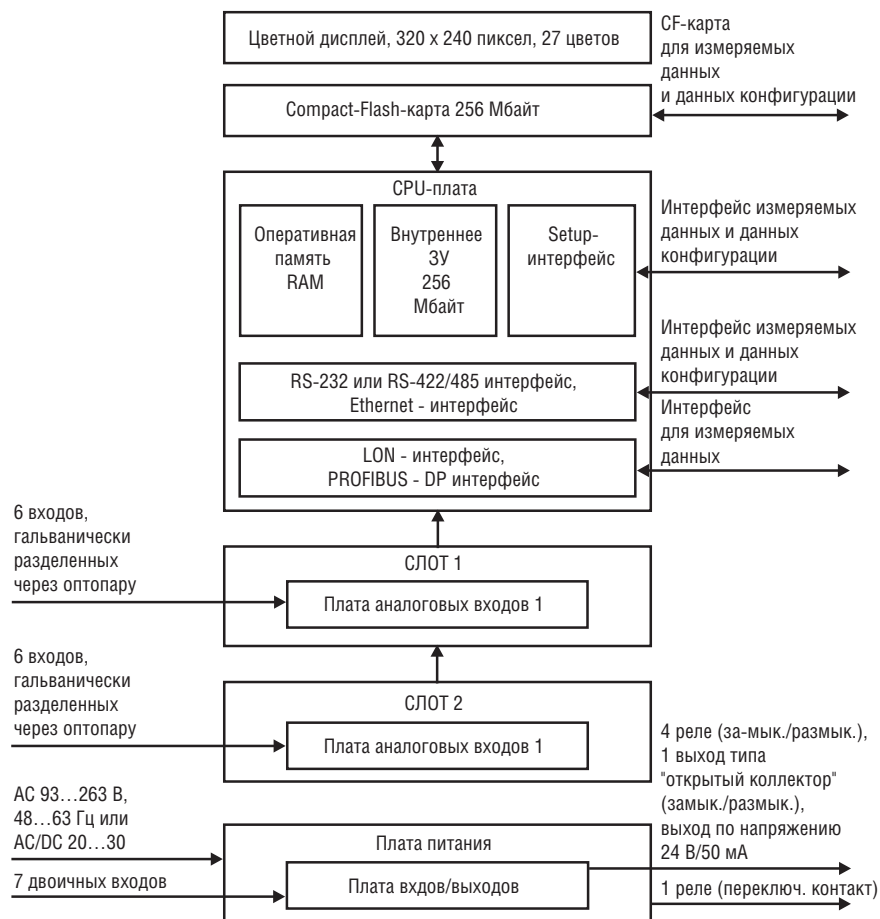 Цветной дисплей, 320 x 240 пиксел, 27 цветов
CF-карта
для измеряемых
данных
и данных конфигурации
Compact-Flash-карта 256 Мбайт
CPU-плата
Оперативная
память
RAM
Внутреннее
ЗУ
256
Мбайт
Setup-
интерфейс
Интерфейс измеряемых
данных и данных
конфигурации
RS-232 или RS-422/485 интерфейс,
Ethernet - интерфейс
Интерфейс измеряемых
данных и данных
конфигурации
LON - интерфейс,
PROFIBUS - DP интерфейс
Интерфейс
для измеряемых
данных
6 входов,
гальванически
разделенных
через оптопару
СЛОТ 1
Плата аналоговых входов 1
6 входов,
гальванически
разделенных
через оптопару
СЛОТ 2
Плата аналоговых входов 1
AC 93...263 В,
48...63 Гц или
AC/DC 20...30
7 двоичных входов
Плата питания
Плата вхдов/выходов
4 реле (за-мык./размык.),
1 выход типа
"открытый коллектор"
(замык./размык.),
выход по напряжению
24 В/50 мА
1 реле (переключ. контакт)